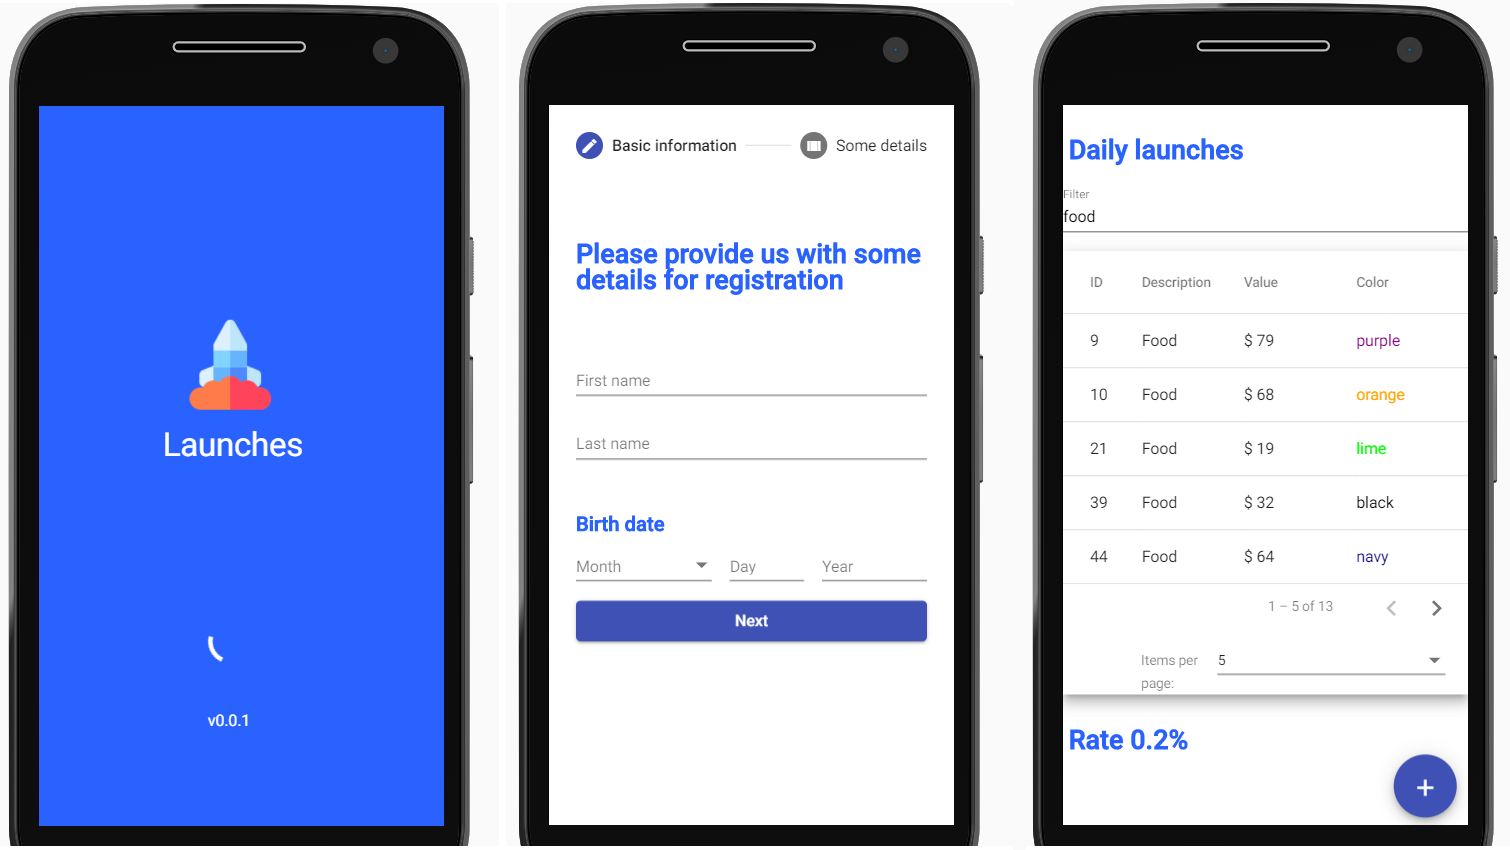 Launches
v0.0.1
Basic information
Some details
Please provide us with some
details for registration
First name
Last name
Birth date
Month Day Year
Next
Daily launches
Filter
food
ID Description Value Color
9 Food $ 79 purple
10 Food $ 68 orange
21 Food $ 19 lime
39 Food $ 32 black
44 Food $ 64 navy
1 – 5 of 13
Items per 5
page:
Rate 0.2%
+